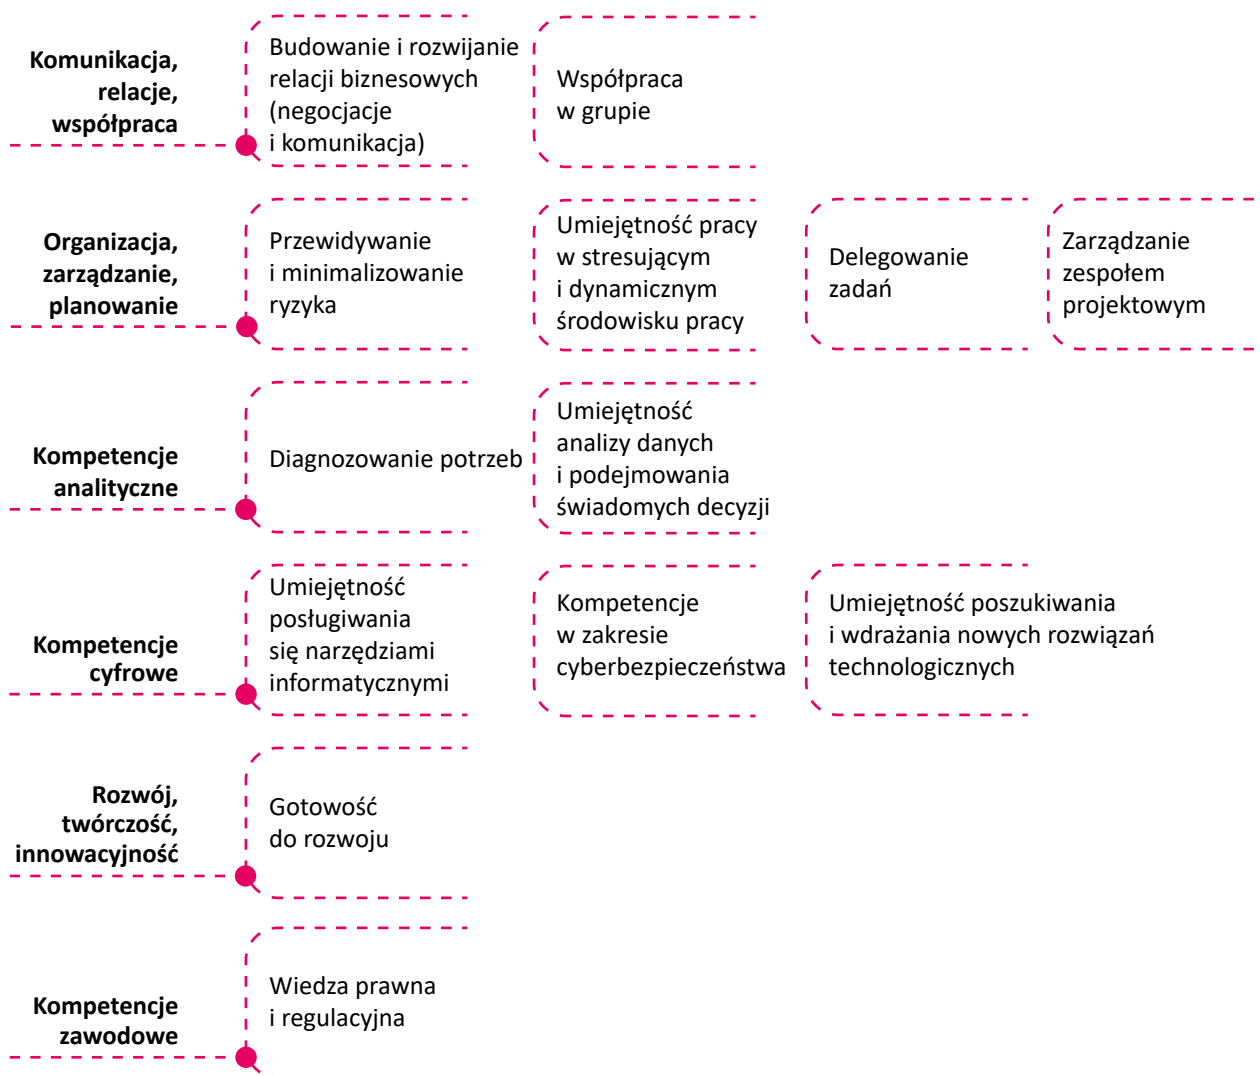 Komunikacja,
relacje,
współpraca
Budowanie i rozwijanie
relacji biznesowych
(negocjacje
i komunikacja)
Współpraca
w grupie
Organizacja,
zarządzanie,
planowanie
Przewidywanie
i minimalizowanie
ryzyka
Umiejętność pracy
w stresującym
i dynamicznym
środowisku pracy
Delegowanie
zadań
Zarządzanie
zespołem
projektowym
Kompetencje
analityczne
Diagnozowanie potrzeb
Umiejętność
analizy danych
i podejmowania
świadomych decyzji
Kompetencje
cyfrowe
Umiejętność
posługiwania
się narzędziami
informatycznymi
Kompetencje
w zakresie
cyberbezpieczeństwa
Umiejętność poszukiwania
i wdrażania nowych rozwiązań
technologicznych
Rozwój,
twórczość,
innowacyjność
Gotowość
do rozwoju
Kompetencje
zawodowe
Wiedza prawna
i regulacyjna